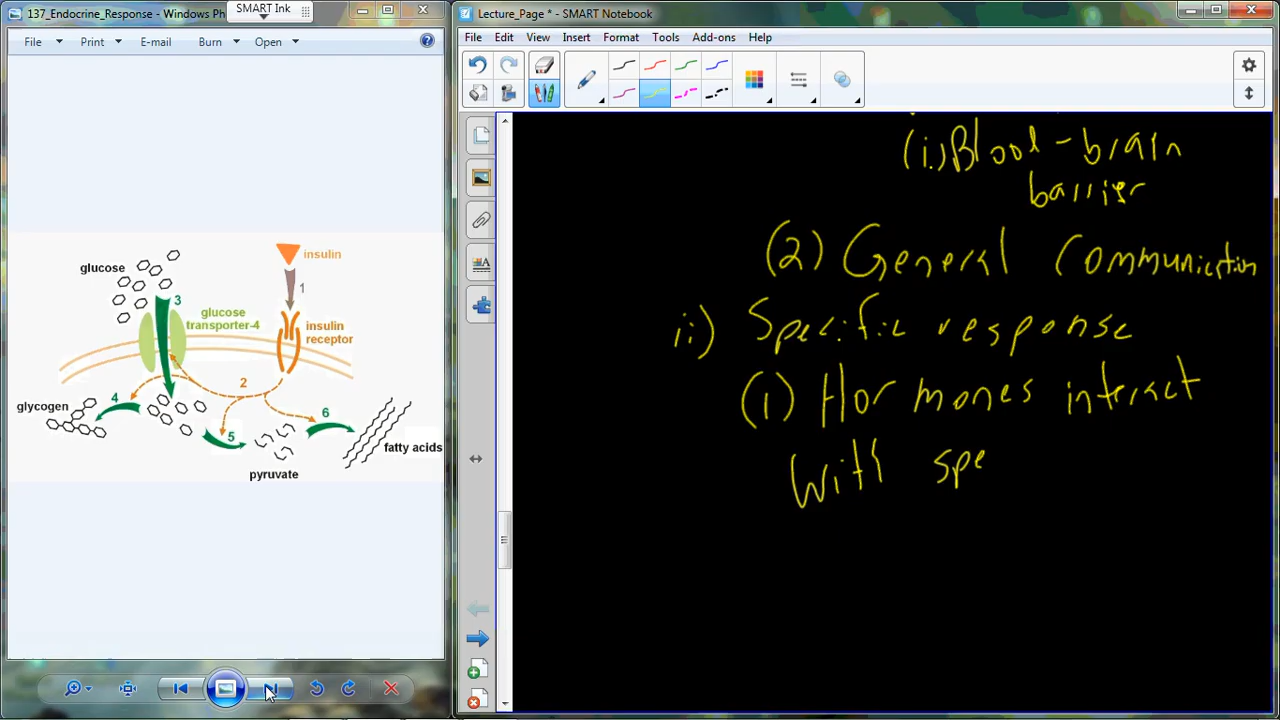 137_Endocrine_Response - Windows Ph
SMART Ink
File Print E-mail Burn Open
insulin
glucose
1
3
glucose
transporter-4
insulin
receptor
2
glycogen
4
5
6
fatty acids
pyruvate
Lecture_Page * - SMART Notebook
File Edit View Insert Format Tools Add-ons Help
(i.) Blood-brain
barrier
(2) General Communication
ii) Specific response
(1) Hormones interact
With spe